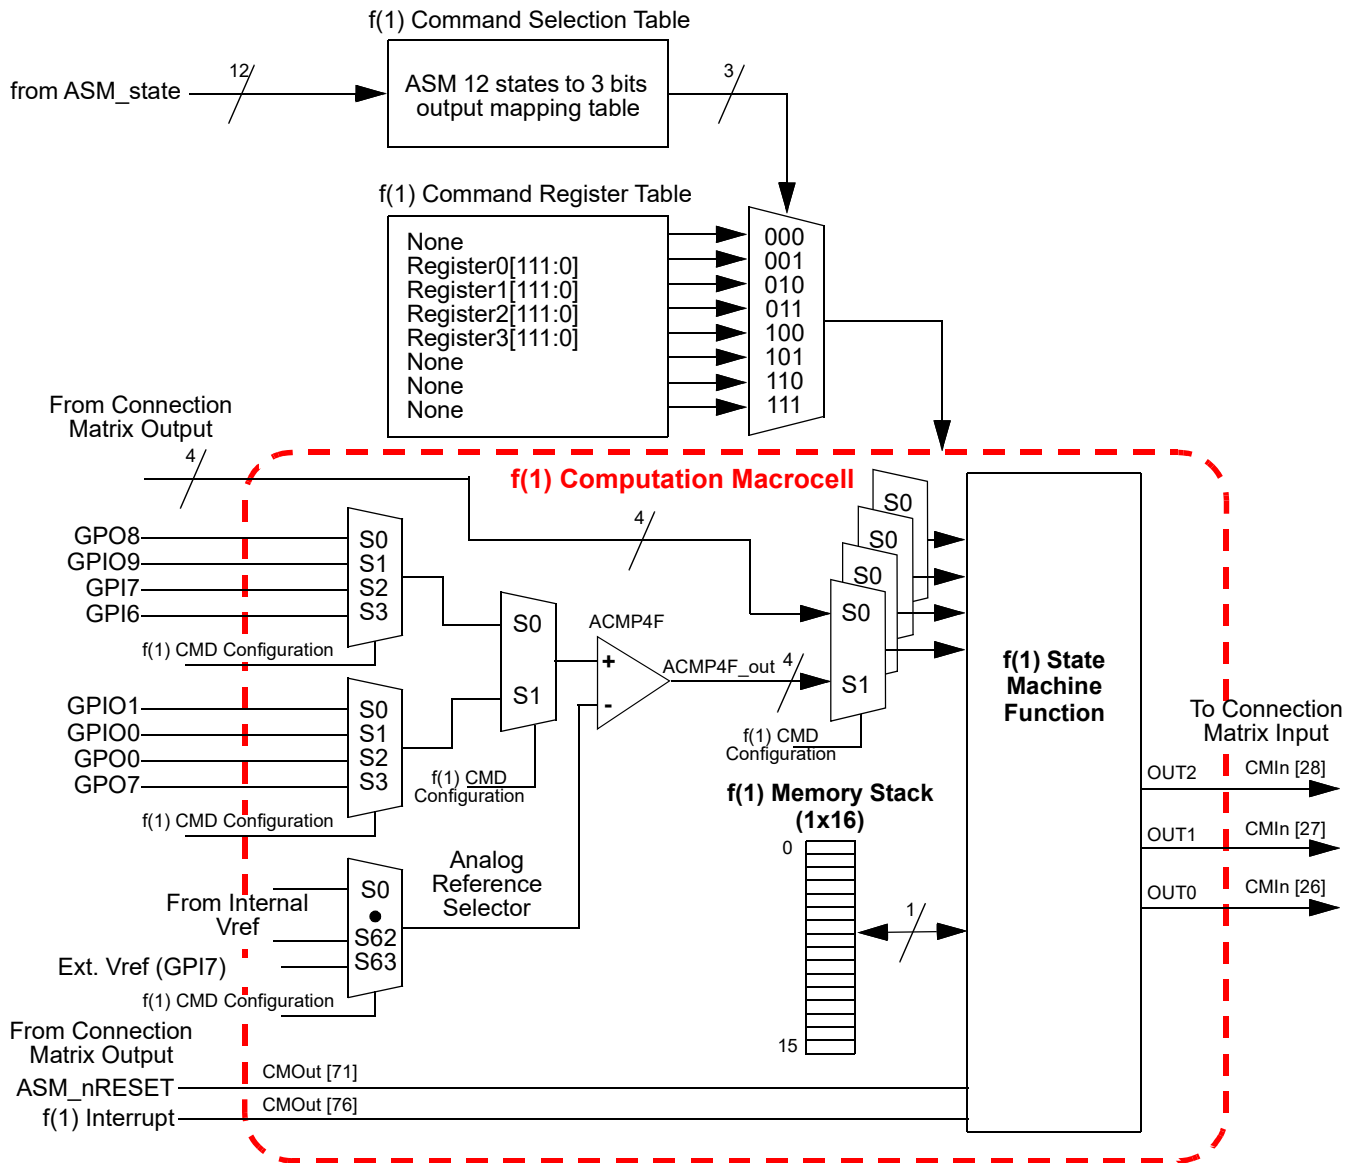 f(1) Command Selection Table
from ASM_state
12
ASM 12 states to 3 bits
output mapping table
3
f(1) Command Register Table
None
Register0[111:0]
Register1[111:0]
Register2[111:0]
Register3[111:0]
None
None
None
000
001
010
011
100
101
110
111
From Connection
Matrix Output
4
f(1) Computation Macrocell
4
GPO8
GPIO9
GPI7
GPI6
S0
S1
S2
S3
f(1) CMD Configuration
GPIO1
GPIO0
GPO0
GPO7
S0
S1
S2
S3
f(1) CMD Configuration
S0
S1
f(1) CMD
Configuration
ACMP4F
+
-
ACMP4F_out
4
S0
S0
S0
S0
S1
f(1) CMD
Configuration
f(1) State
Machine
Function
From Internal
Vref
Ext. Vref (GPI7)
S0
S62
S63
f(1) CMD Configuration
Analog
Reference
Selector
f(1) Memory Stack
(1x16)
0
15
1
To Connection
Matrix Input
OUT2
CMIn [28]
OUT1
CMIn [27]
OUT0
CMIn [26]
From Connection
Matrix Output
ASM_nRESET
CMOut [71]
f(1) Interrupt
CMOut [76]